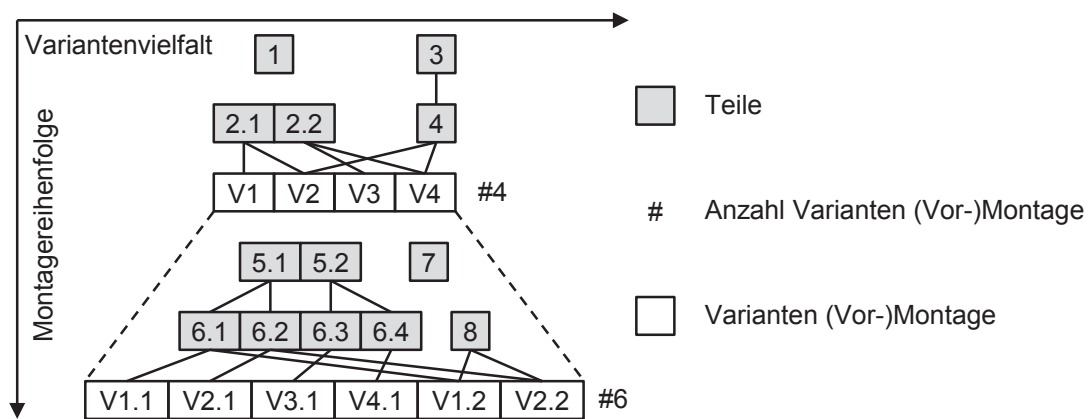 Variantenvielfalt
Montagereihenfolge
1 3
2.1 2.2 4
V1 V2 V3 V4 #4
5.1 5.2 7
6.1 6.2 6.3 6.4 8
V1.1 V2.1 V3.1 V4.1 V1.2 V2.2 #6
Teile
# Anzahl Varianten (Vor-)Montage
Varianten (Vor-)Montage